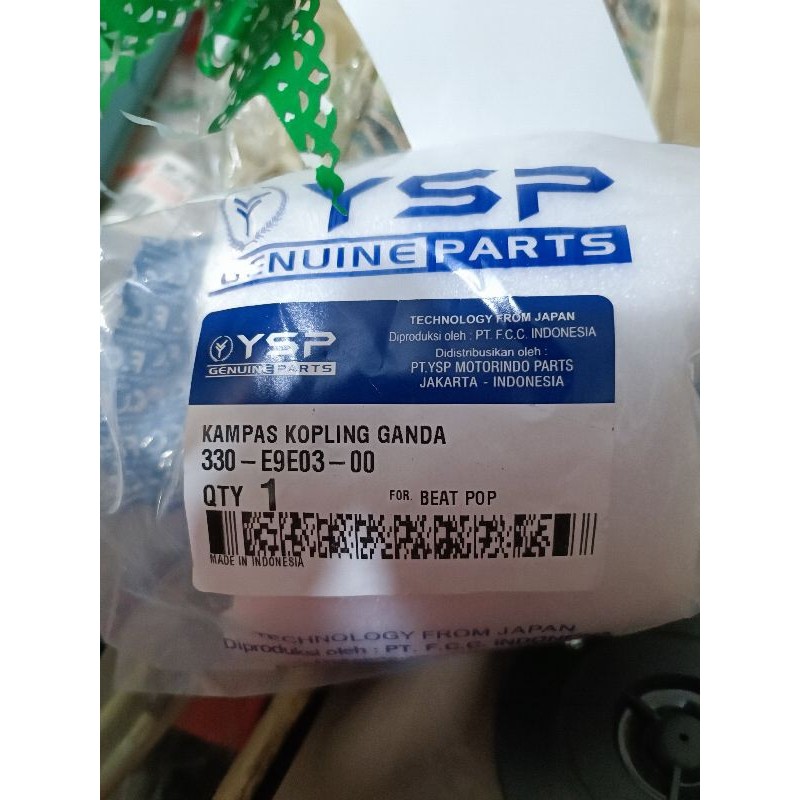 YSP
GENUINE PARTS
YSP
GENUINE PARTS
TECHNOLOGY FROM JAPAN
Diproduksi oleh : PT. F.C.C. INDONESIA
Didistribusikan oleh :
PT.YSP MOTORINDO PARTS
JAKARTA - INDONESIA
KAMPAS KOPLING GANDA
330-E9E03-00
QTY 1 FOR. BEAT POP
MADE IN INDONESIA
TECHNOLOGY FROM JAPAN
Diproduksi oleh : PT. F.C.C. INDONESIA